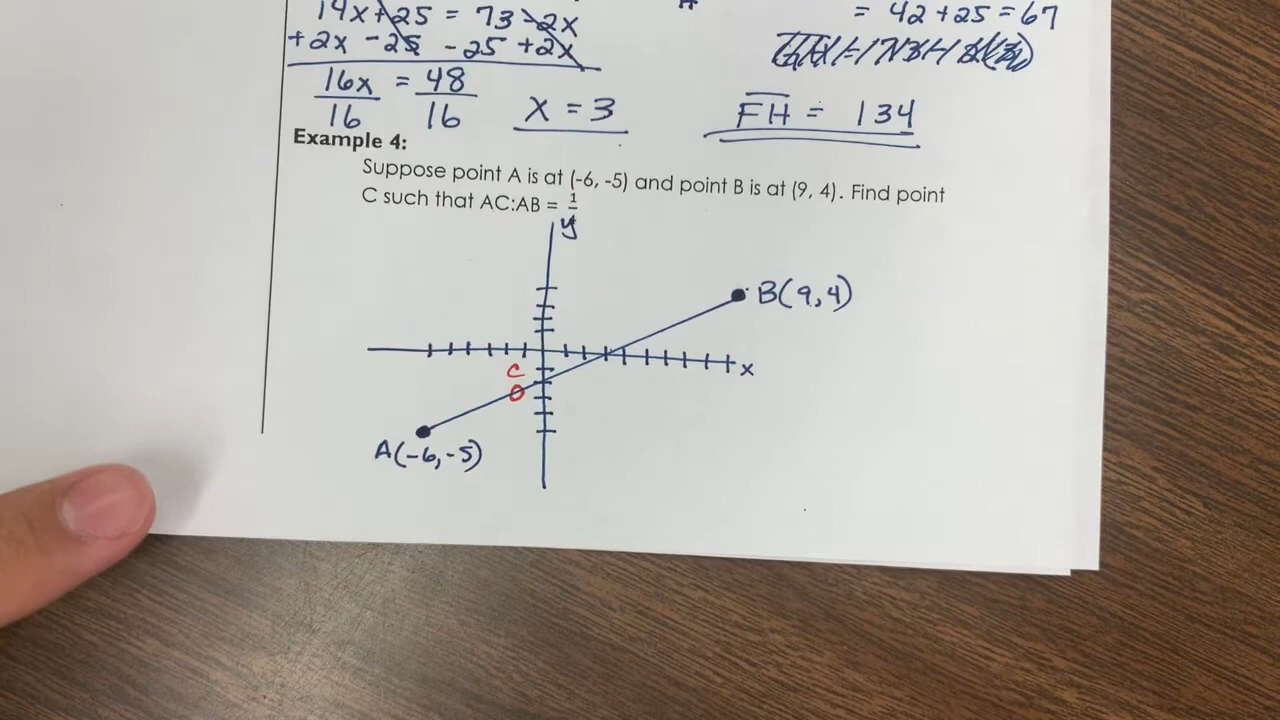 14x+25 = 73-2x
+2x -25 -25 +2x
16x = 48
16 16
x = 3
= 42 + 25 = 67
FH = 134
Example 4:
Suppose point A is at (-6, -5) and point B is at (9, 4). Find point
C such that AC:AB = 1
y
B(9,4)
x
C
A(-6,-5)